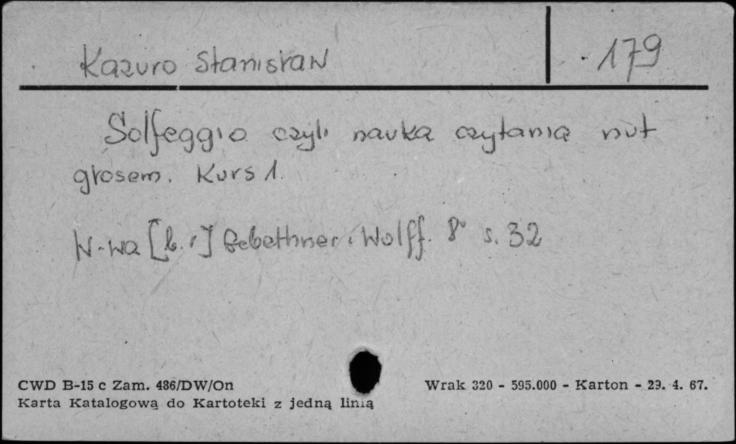 Kazuro Stanisław
179
Solfeggio czyli nauka czytania nut
głosem. Kurs 1.
W-wa [b.r] Gebethner i Wolff. 8° s. 32
CWD B-15 c Zam. 486/DW/On
Wrak 320 - 595.000 - Karton - 29. 4. 67.
Karta Katalogową do Kartoteki z jedną linią